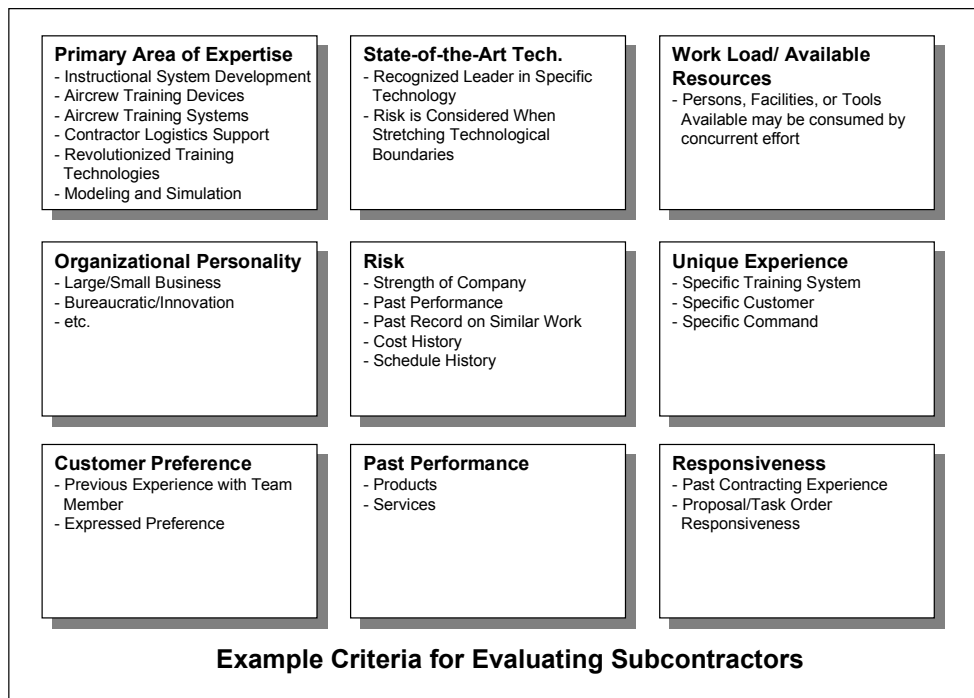 Primary Area of Expertise
- Instructional System Development
- Aircrew Training Devices
- Aircrew Training Systems
- Contractor Logistics Support
- Revolutionized Training
Technologies
- Modeling and Simulation
State-of-the-Art Tech.
- Recognized Leader in Specific
Technology
- Risk is Considered When
Stretching Technological
Boundaries
Work Load/ Available
Resources
- Persons, Facilities, or Tools
Available may be consumed by
concurrent effort
Organizational Personality
- Large/Small Business
- Bureaucratic/Innovation
- etc.
Risk
- Strength of Company
- Past Performance
- Past Record on Similar Work
- Cost History
- Schedule History
Unique Experience
- Specific Training System
- Specific Customer
- Specific Command
Customer Preference
- Previous Experience with Team
Member
- Expressed Preference
Past Performance
- Products
- Services
Responsiveness
- Past Contracting Experience
- Proposal/Task Order
Responsiveness
Example Criteria for Evaluating Subcontractors